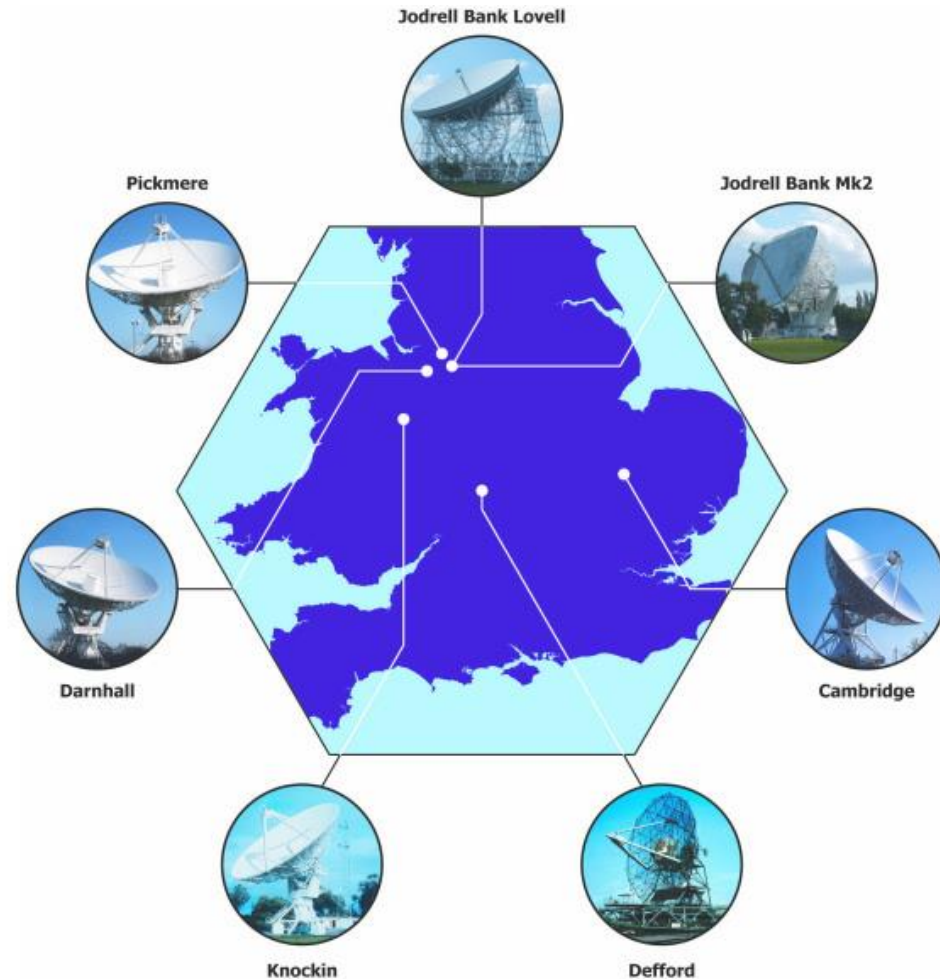 Jodrell Bank Lovell
Pickmere
Jodrell Bank Mk2
Darnhall
Cambridge
Knockin
Defford